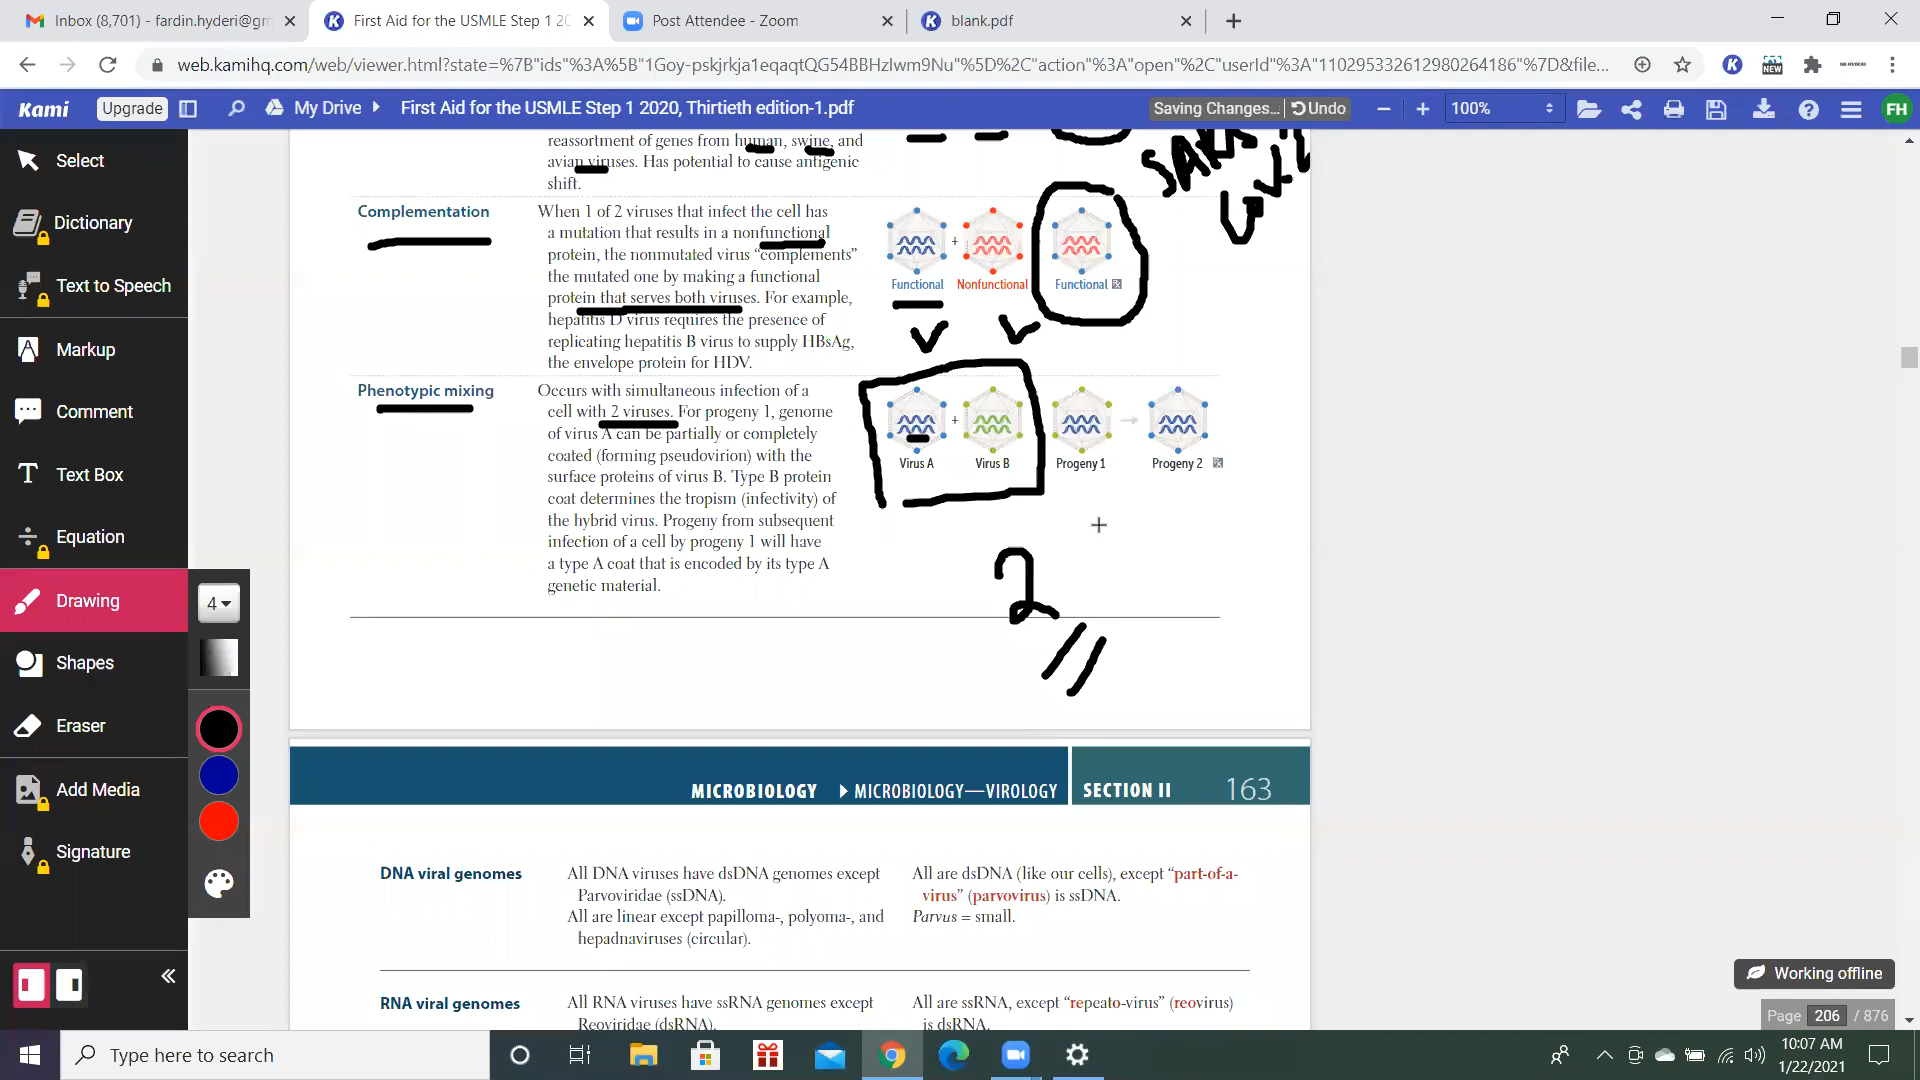 Inbox (8,701) - fardin.hyderi@gm
First Aid for the USMLE Step 1 20
Post Attendee - Zoom
blank.pdf
web.kamihq.com/web/viewer.html?state=%7B"ids"%3A%5B"1Goy-pskjrkja1eqaqtQG54BBHzIwm9Nu"%5D%2C"action"%3A"open"%2C"userId"%3A"110295332612980264186"%7D&file...
NEW
Kami
Upgrade
My Drive
First Aid for the USMLE Step 1 2020, Thirtieth edition-1.pdf
Saving Changes...
Undo
100%
FH
Select
Dictionary
Text to Speech
Markup
Comment
Text Box
Equation
Drawing
Shapes
Eraser
Add Media
Signature
4
reassortment of genes from human, swine, and
avian viruses. Has potential to cause antigenic
shift.
Complementation
When 1 of 2 viruses that infect the cell has
a mutation that results in a nonfunctional
protein, the nonmutated virus “complements”
the mutated one by making a functional
protein that serves both viruses. For example,
hepatitis D virus requires the presence of
replicating hepatitis B virus to supply HBsAg,
the envelope protein for HDV.
+
Functional
Nonfunctional
Functional
Phenotypic mixing
Occurs with simultaneous infection of a
cell with 2 viruses. For progeny 1, genome
of virus A can be partially or completely
coated (forming pseudovirion) with the
surface proteins of virus B. Type B protein
coat determines the tropism (infectivity) of
the hybrid virus. Progeny from subsequent
infection of a cell by progeny 1 will have
a type A coat that is encoded by its type A
genetic material.
+
Virus A
Virus B
Progeny 1
Progeny 2
2
MICROBIOLOGY
MICROBIOLOGY—VIROLOGY
SECTION II
163
DNA viral genomes
All DNA viruses have dsDNA genomes except
Parvoviridae (ssDNA).
All are linear except papilloma-, polyoma-, and
hepadnaviruses (circular).
All are dsDNA (like our cells), except “part-of-a-
virus” (parvovirus) is ssDNA.
Parvus = small.
RNA viral genomes
All RNA viruses have ssRNA genomes except
Reoviridae (dsRNA).
All are ssRNA, except “repeato-virus” (reovirus)
is dsRNA.
Working offline
Page 206 / 876
Type here to search
10:07 AM
1/22/2021